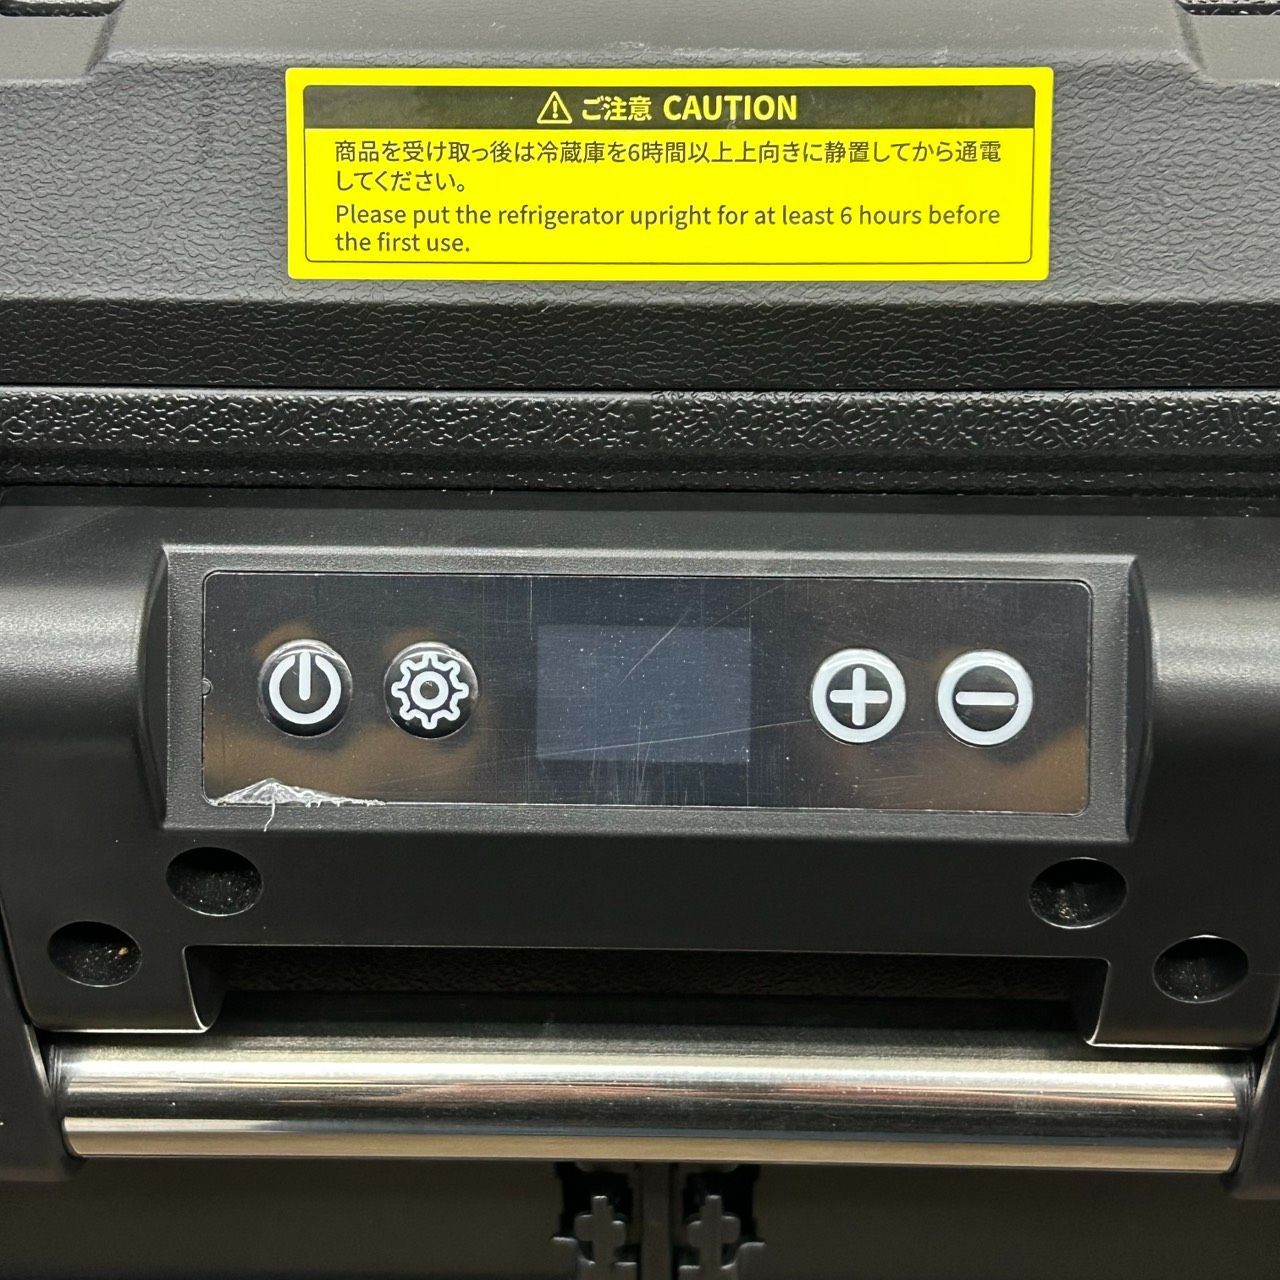 ご注意 CAUTION
商品を受け取っ後は冷蔵庫を6時間以上上向きに静置してから通電
してください。
Please put the refrigerator upright for at least 6 hours before
the first use.